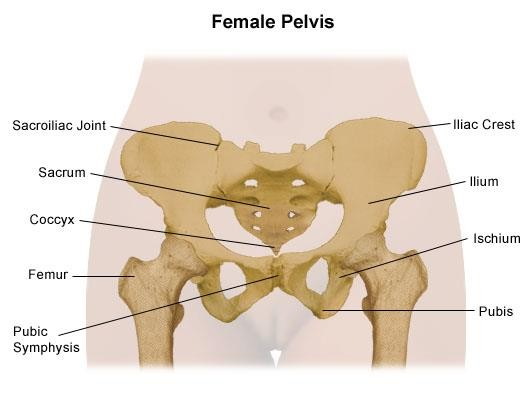 Female Pelvis
Sacroiliac Joint
Iliac Crest
Sacrum
Ilium
Coccyx
Ischium
Femur
Pubis
Pubic
Symphysis